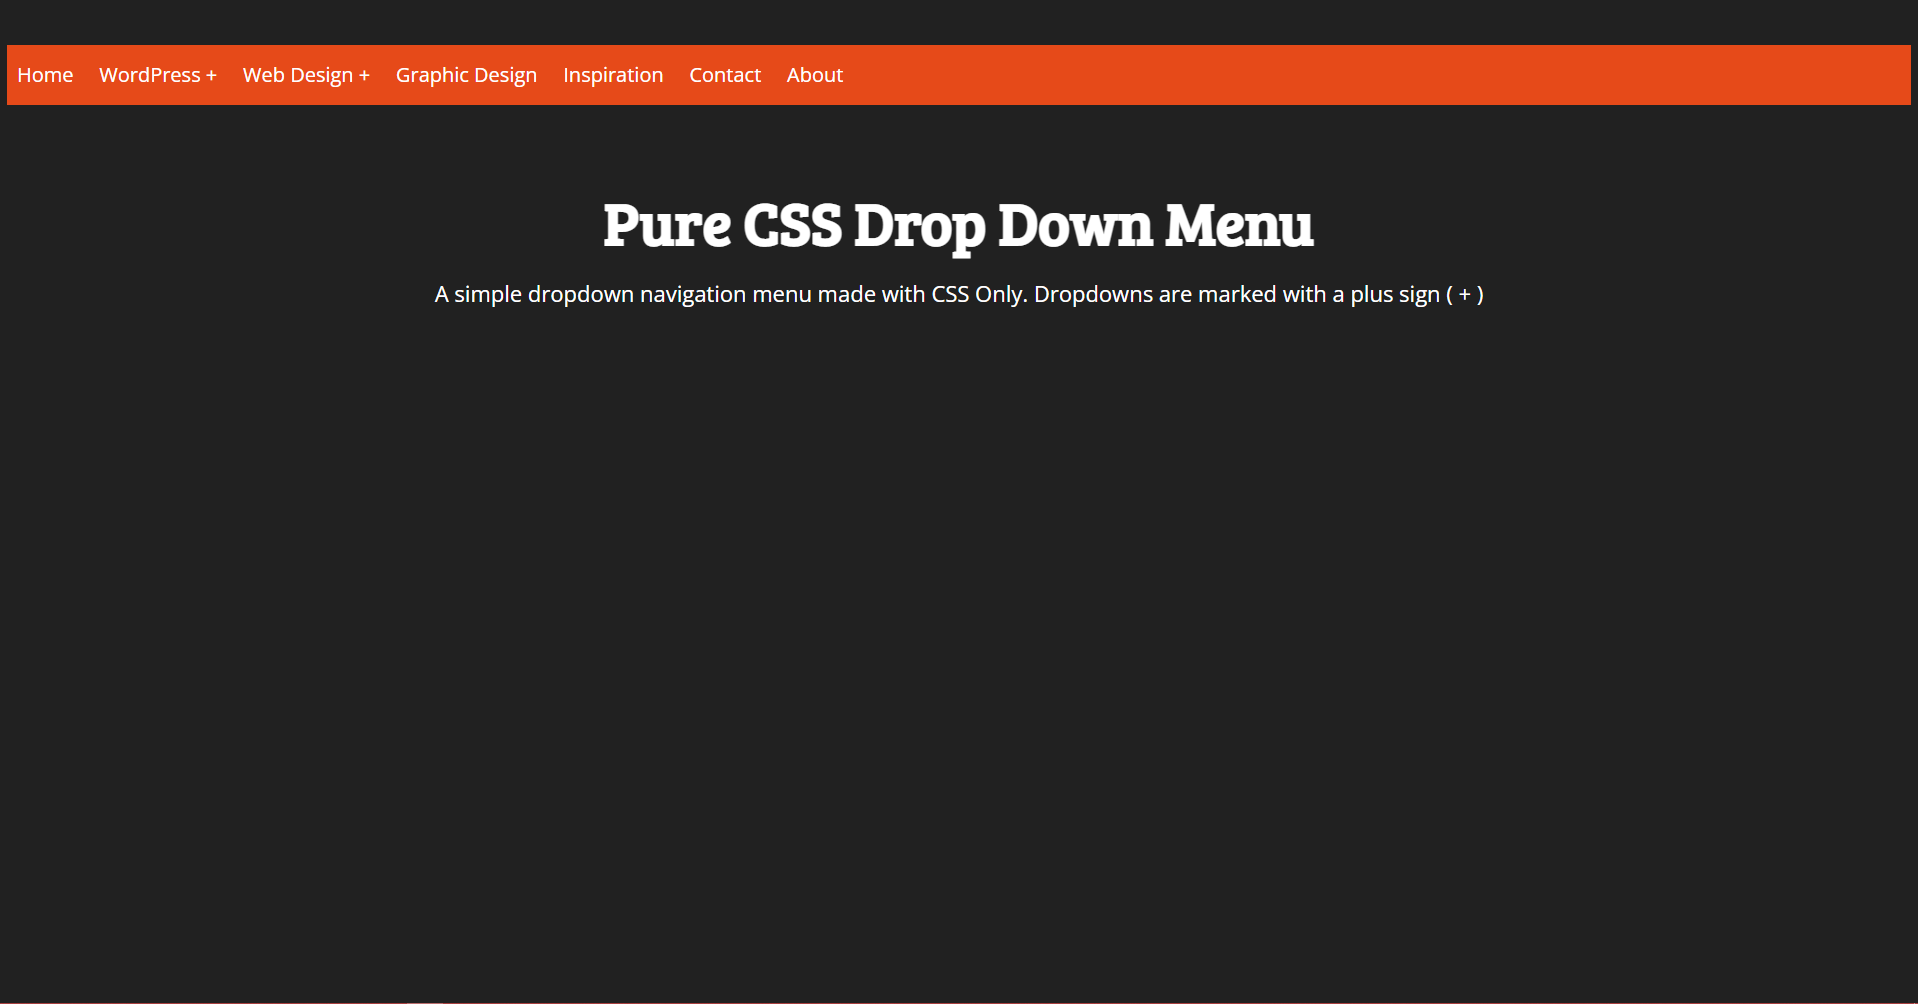 Home WordPress + Web Design + Graphic Design Inspiration Contact About
Pure CSS Drop Down Menu
A simple dropdown navigation menu made with CSS Only. Dropdowns are marked with a plus sign ( + )